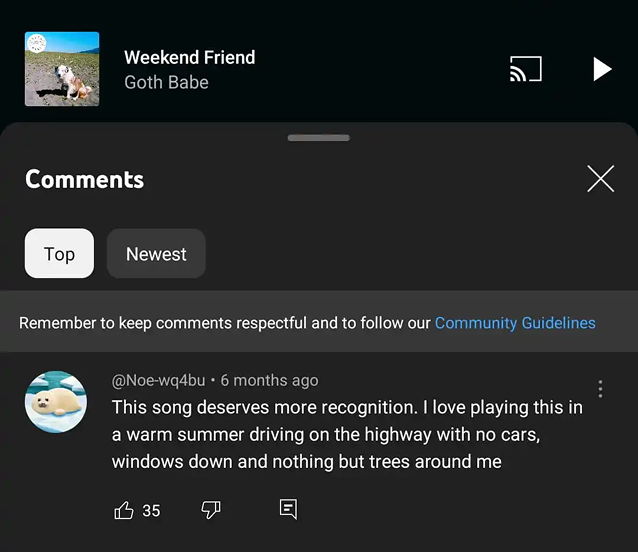 Weekend Friend
Goth Babe
Comments
Top
Newest
Remember to keep comments respectful and to follow our Community Guidelines
@Noe-wq4bu • 6 months ago
This song deserves more recognition. I love playing this in
a warm summer driving on the highway with no cars,
windows down and nothing but trees around me
35